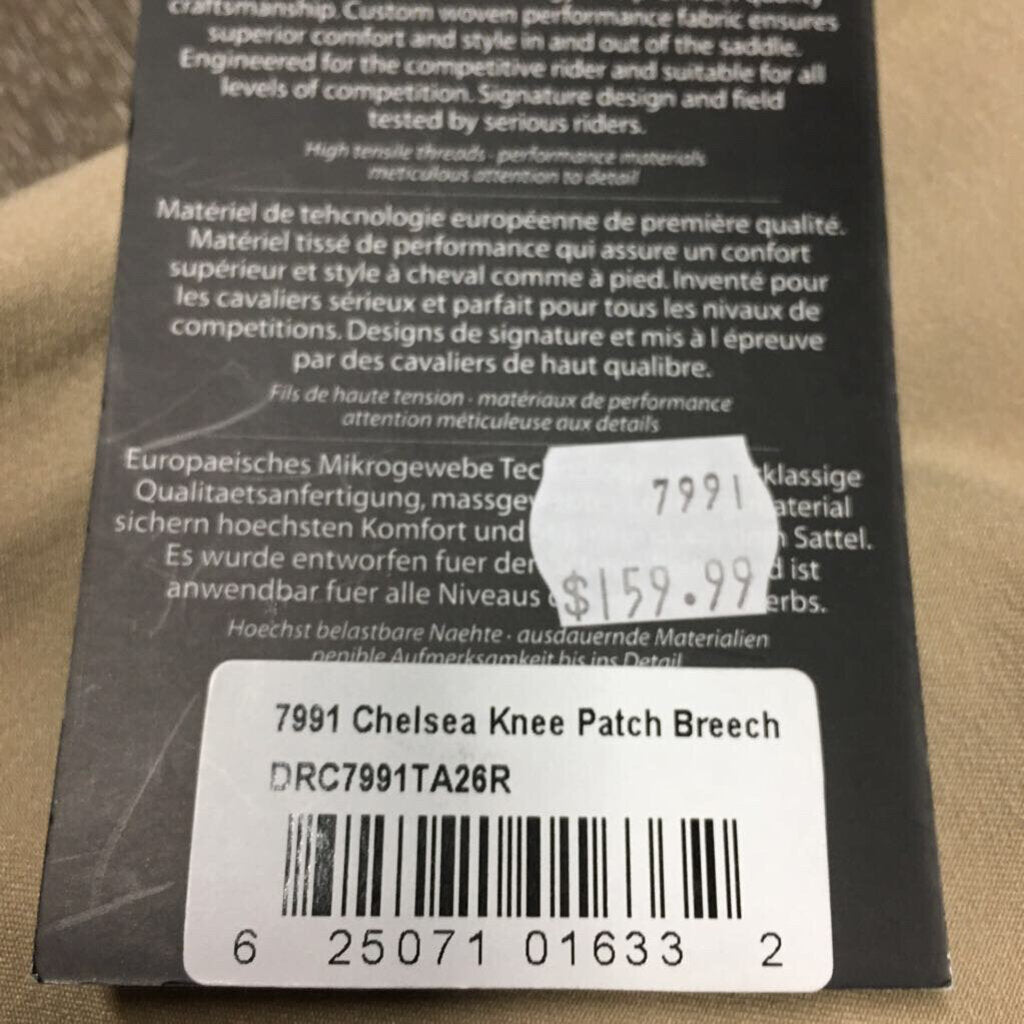 craftsmanship. Custom woven performance fabric ensures
superior comfort and style in and out of the saddle.
Engineered for the competitive rider and suitable for all
levels of competition. Signature design and field
tested by serious riders.
High tensile threads · performance materials
meticulous attention to detail
Matériel de tehcnologie européenne de première qualité.
Matériel tissé de performance qui assure un confort
supérieur et style à cheval comme à pied. Inventé pour
les cavaliers sérieux et parfait pour tous les nivaux de
competitions. Designs de signature et mis à l épreuve
par des cavaliers de haut qualibre.
Fils de haute tension · matériaux de performance
attention méticuleuse aux details
Europaeisches Mikrogewebe Tec klassige
Qualitaetsanfertigung, massgew aterial
sichern hoechsten Komfort und Sattel.
Es wurde entworfen fuer der d ist
anwendbar fuer alle Niveaus erbs.
7991
$159.99
Hoechst belastbare Naehte · ausdauernde Materialien
penible Aufmerksamkeit bis ins Detail
7991 Chelsea Knee Patch Breech
DRC7991TA26R
6 25071 01633 2